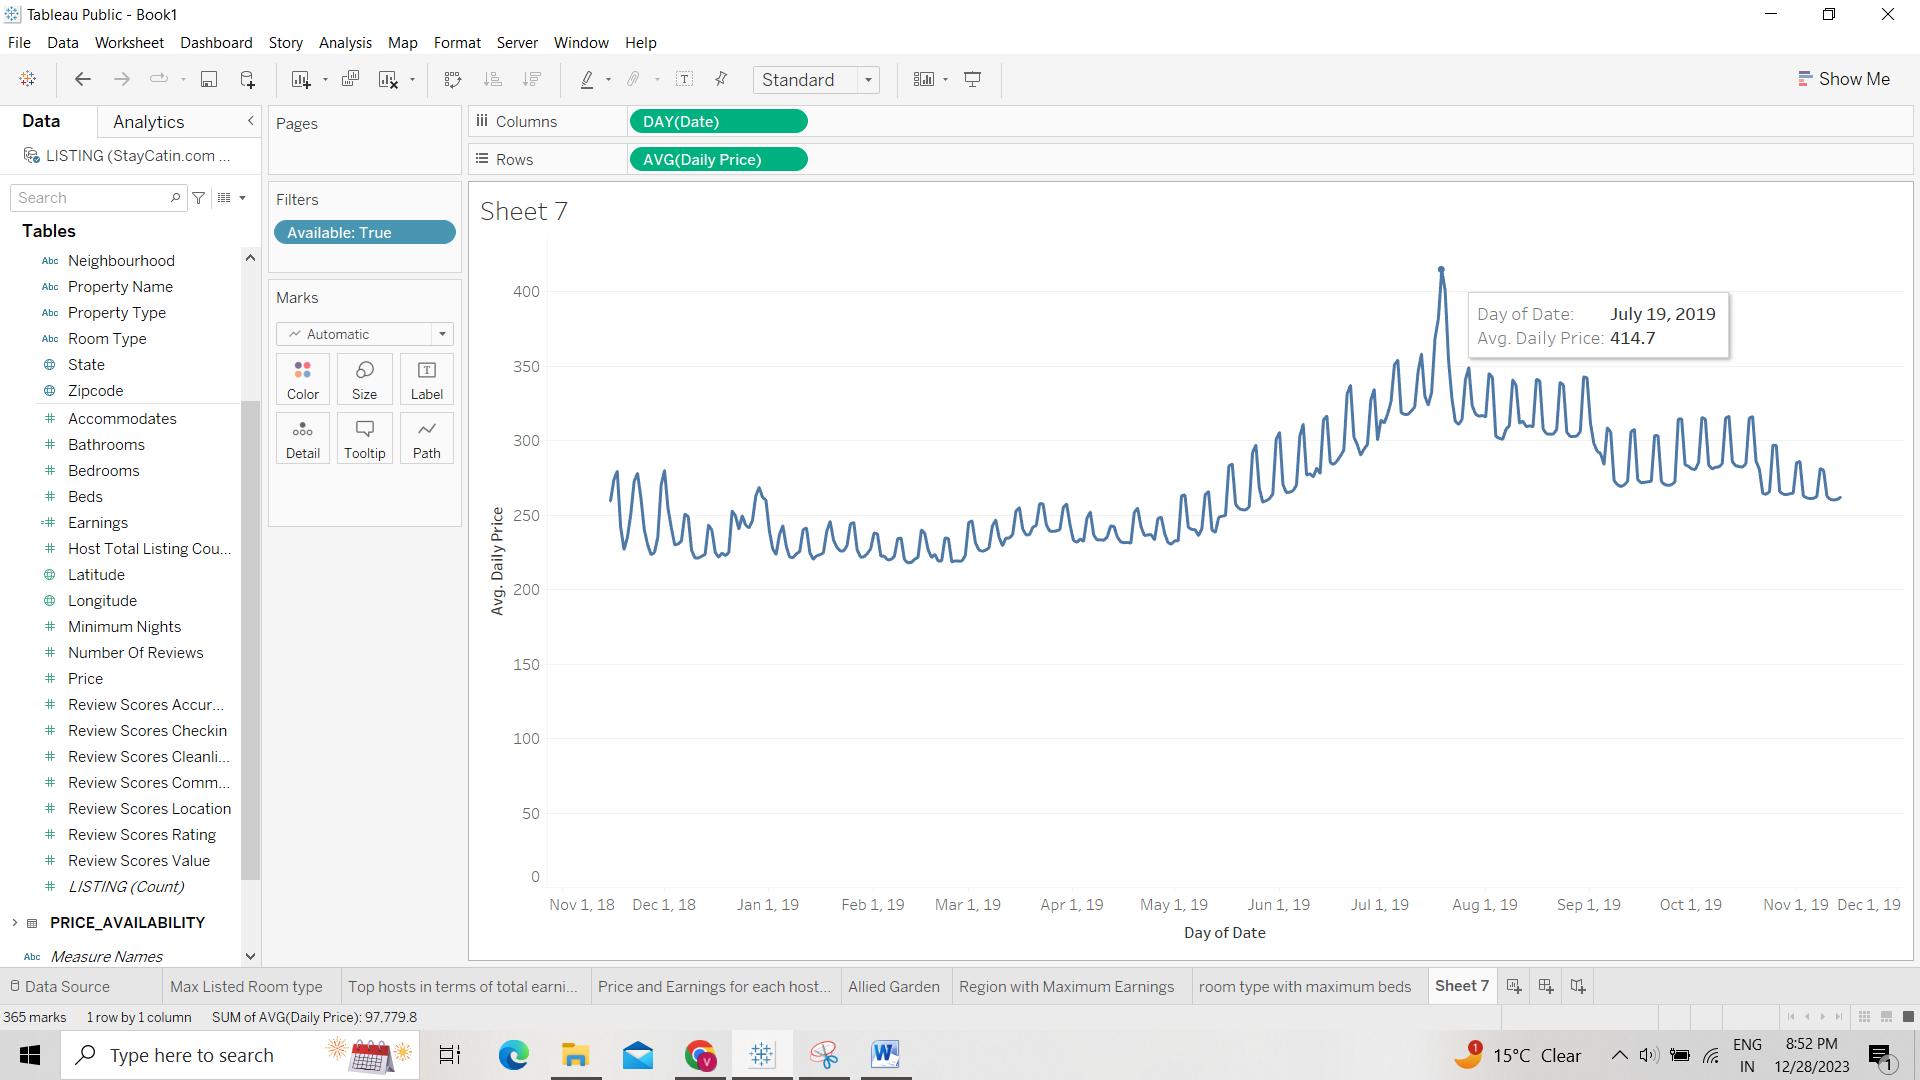 Tableau Public - Book1
File Data Worksheet Dashboard Story Analysis Map Format Server Window Help
Standard
Show Me
Data Analytics
LISTING (StayCatin.com ...
Search
Tables
Abc Neighbourhood
Abc Property Name
Abc Property Type
Abc Room Type
State
Zipcode
# Accommodates
# Bathrooms
# Bedrooms
# Beds
=# Earnings
# Host Total Listing Cou...
Latitude
Longitude
# Minimum Nights
# Number Of Reviews
# Price
# Review Scores Accur...
# Review Scores Checkin
# Review Scores Cleanli...
# Review Scores Comm...
# Review Scores Location
# Review Scores Rating
# Review Scores Value
# LISTING (Count)
PRICE_AVAILABILITY
Abc Measure Names
Pages
Filters
Available: True
Marks
Automatic
Color Size Label
Detail Tooltip Path
Columns DAY(Date)
Rows AVG(Daily Price)
Sheet 7
400
350
300
250
200
150
100
50
0
Avg. Daily Price
Day of Date: July 19, 2019
Avg. Daily Price: 414.7
Nov 1, 18 Dec 1, 18 Jan 1, 19 Feb 1, 19 Mar 1, 19 Apr 1, 19 May 1, 19 Jun 1, 19 Jul 1, 19 Aug 1, 19 Sep 1, 19 Oct 1, 19 Nov 1, 19 Dec 1, 19
Day of Date
Data Source Max Listed Room type Top hosts in terms of total earni... Price and Earnings for each host... Allied Garden Region with Maximum Earnings room type with maximum beds Sheet 7
365 marks 1 row by 1 column SUM of AVG(Daily Price): 97,779.8
Type here to search
1
15°C Clear
ENG
IN
8:52 PM
12/28/2023
1